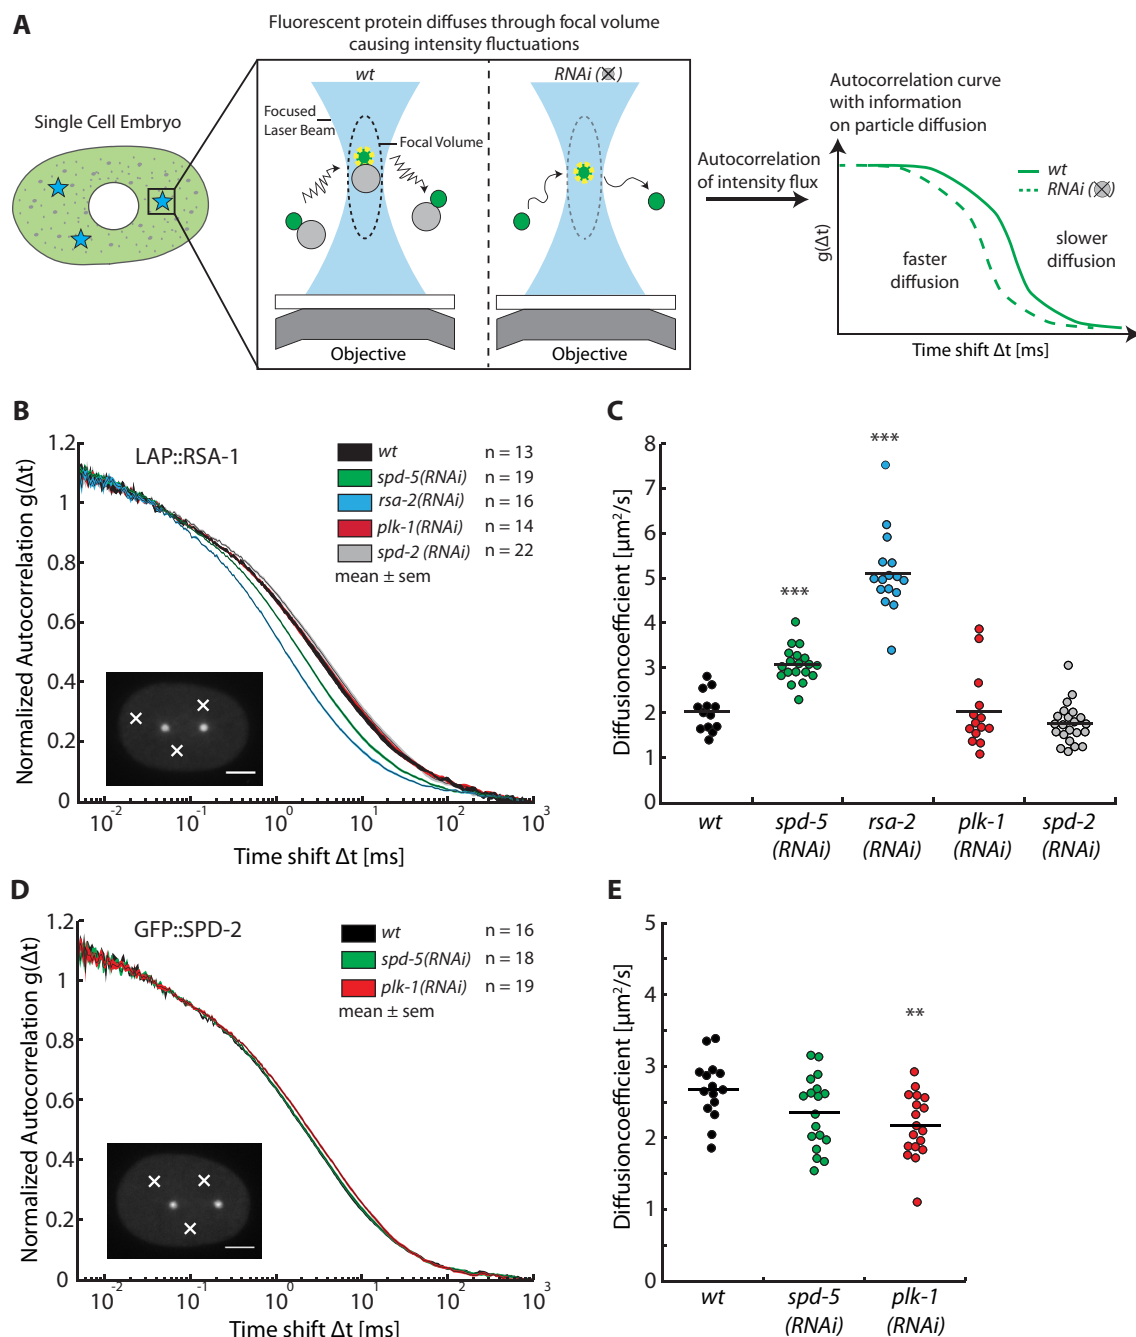 A
Fluorescent protein diffuses through focal volume
causing intensity fluctuations
Single Cell Embryo
wt
Focused
Laser Beam
Focal Volume
Objective
RNAi ( )
Objective
Autocorrelation
of intensity flux
Autocorrelation curve
with information
on particle diffusion
wt
RNAi ( )
g(Δt)
faster
diffusion
slower
diffusion
Time shift Δt [ms]
B
LAP::RSA-1
wt n = 13
spd-5(RNAi) n = 19
rsa-2(RNAi) n = 16
plk-1(RNAi) n = 14
spd-2 (RNAi) n = 22
mean ± sem
Normalized Autocorrelation g(Δt)
1.2
1
0.8
0.6
0.4
0.2
0
10-2 10-1 100 101 102 103
Time shift Δt [ms]
C
Diffusioncoefficient [µm²/s]
8
7
6
5
4
3
2
1
0
***
***
wt
spd-5
(RNAi)
rsa-2
(RNAi)
plk-1
(RNAi)
spd-2
(RNAi)
D
GFP::SPD-2
wt n = 16
spd-5(RNAi) n = 18
plk-1(RNAi) n = 19
mean ± sem
Normalized Autocorrelation g(Δt)
1.2
1
0.8
0.6
0.4
0.2
0
10-2 10-1 100 101 102 103
Time shift Δt [ms]
E
Diffusioncoefficient [µm²/s]
5
4
3
2
1
0
**
wt
spd-5
(RNAi)
plk-1
(RNAi)